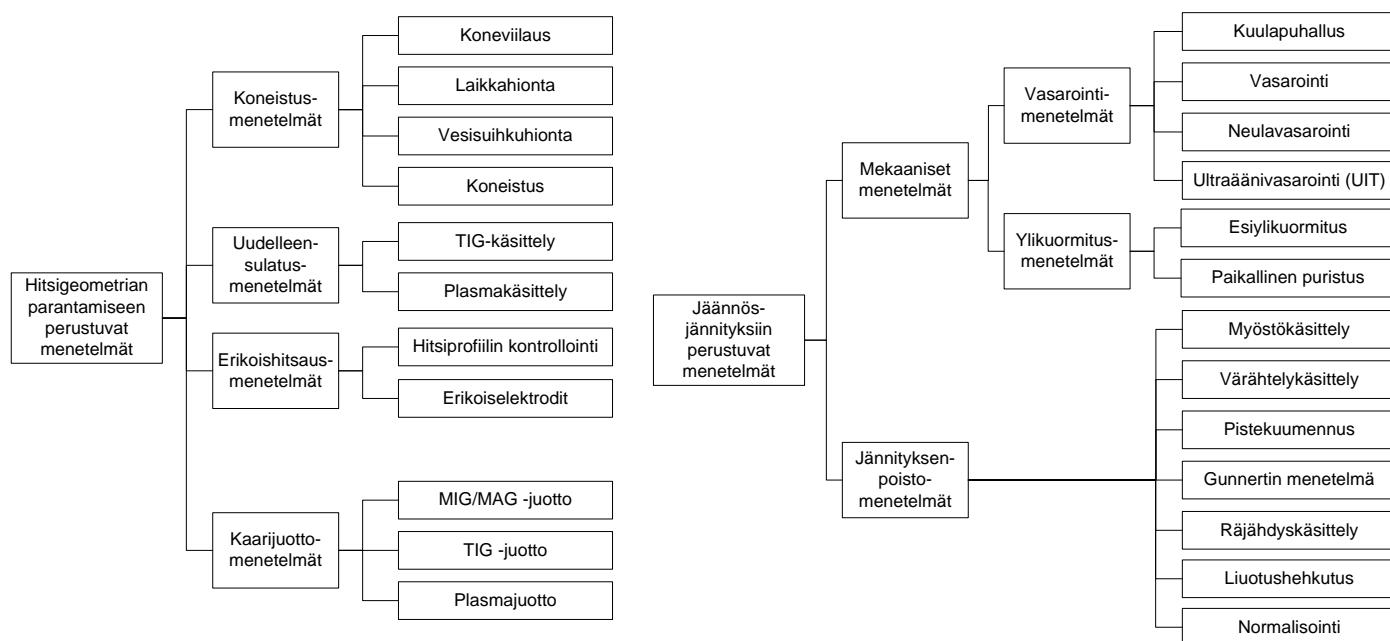 Hitsigeometrian
parantamiseen
perustuvat
menetelmät
Koneistus-
menetelmät
Koneviilaus
Laikkahionta
Vesisuihkuhionta
Koneistus
Uudelleen-
sulatus-
menetelmät
TIG-käsittely
Plasmakäsittely
Erikoishitsaus-
menetelmät
Hitsiprofiilin kontrollointi
Erikoiselektrodit
Kaarijuotto-
menetelmät
MIG/MAG -juotto
TIG -juotto
Plasmajuotto
Jäännös-
jännityksiin
perustuvat
menetelmät
Mekaaniset
menetelmät
Vasarointi-
menetelmät
Kuulapuhallus
Vasarointi
Neulavasarointi
Ultraäänivasarointi (UIT)
Ylikuormitus-
menetelmät
Esiylikuormitus
Paikallinen puristus
Jännityksen-
poisto-
menetelmät
Myöstökäsittely
Värähtelykäsittely
Pistekuumennus
Gunnertin menetelmä
Räjähdyskäsittely
Liuotushehkutus
Normalisointi